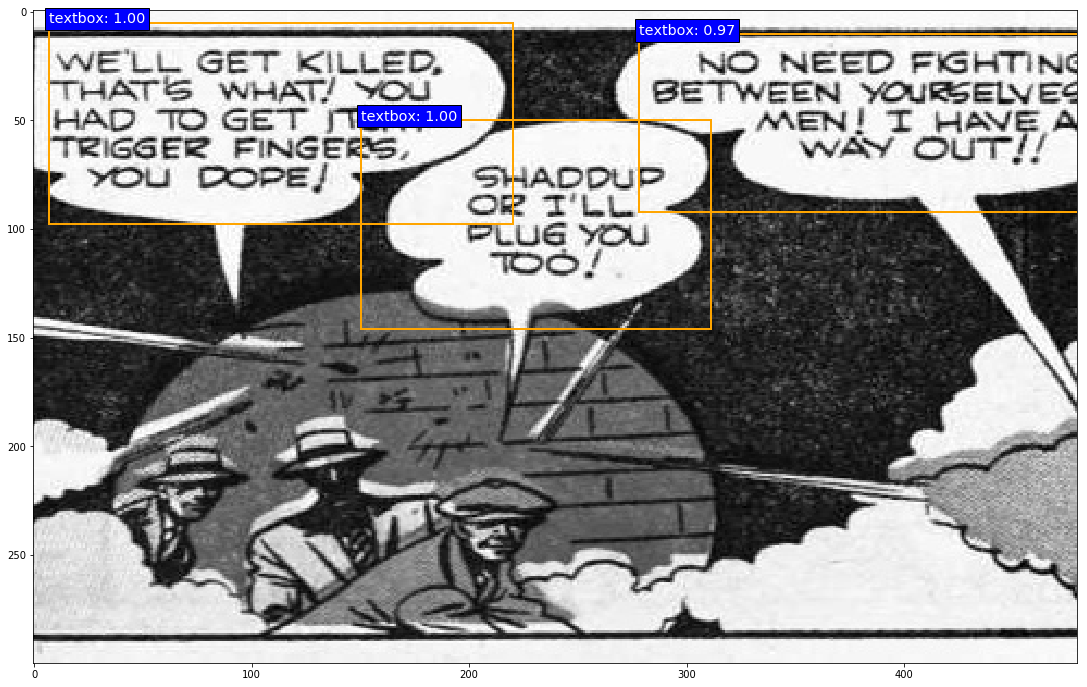 textbox: 1.00
WE'LL GET KILLED.
THAT'S WHAT! YOU
HAD TO GET
TRIGGER FINGERS,
YOU DOPE!
textbox: 1.00
SHADDUP
OR I'LL
PLUG YOU
TOO!
textbox: 0.97
NO NEED FIGHTING
BETWEEN YOURSELVES
MEN! I HAVE A
WAY OUT!!
0
50
100
150
200
250
0
100
200
300
400